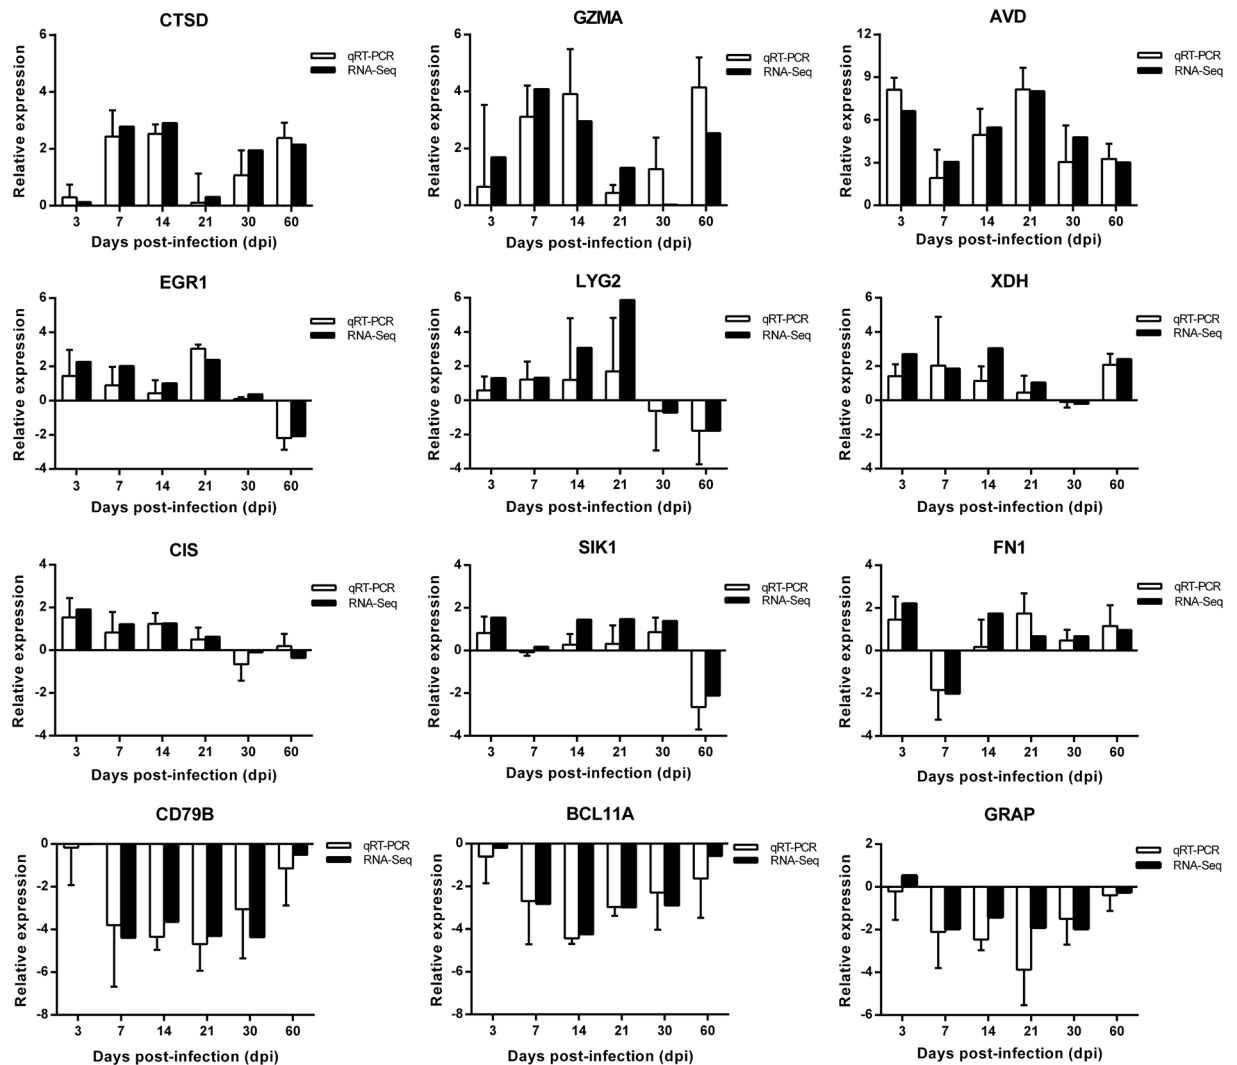 CTSD
6
4
2
0
Relative expression
qRT-PCR
RNA-Seq
3 7 14 21 30 60
Days post-infection (dpi)
GZMA
6
4
2
0
Relative expression
qRT-PCR
RNA-Seq
3 7 14 21 30 60
Days post-infection (dpi)
AVD
12
9
6
3
0
Relative expression
qRT-PCR
RNA-Seq
3 7 14 21 30 60
Days post-infection (dpi)
EGR1
6
4
2
0
-2
-4
Relative expression
qRT-PCR
RNA-Seq
3 7 14 21 30 60
Days post-infection (dpi)
LYG2
6
4
2
0
-2
-4
Relative expression
qRT-PCR
RNA-Seq
3 7 14 21 30 60
Days post-infection (dpi)
XDH
6
4
2
0
-2
-4
Relative expression
qRT-PCR
RNA-Seq
3 7 14 21 30 60
Days post-infection (dpi)
CIS
4
2
0
-2
-4
Relative expression
qRT-PCR
RNA-Seq
3 7 14 21 30 60
Days post-infection (dpi)
SIK1
4
2
0
-2
-4
Relative expression
qRT-PCR
RNA-Seq
3 7 14 21 30 60
Days post-infection (dpi)
FN1
4
2
0
-2
-4
Relative expression
qRT-PCR
RNA-Seq
3 7 14 21 30 60
Days post-infection (dpi)
CD79B
0
-2
-4
-6
-8
Relative expression
qRT-PCR
RNA-Seq
3 7 14 21 30 60
Days post-infection (dpi)
BCL11A
0
-2
-4
-6
-8
Relative expression
qRT-PCR
RNA-Seq
3 7 14 21 30 60
Days post-infection (dpi)
GRAP
2
0
-2
-4
-6
Relative expression
qRT-PCR
RNA-Seq
3 7 14 21 30 60
Days post-infection (dpi)